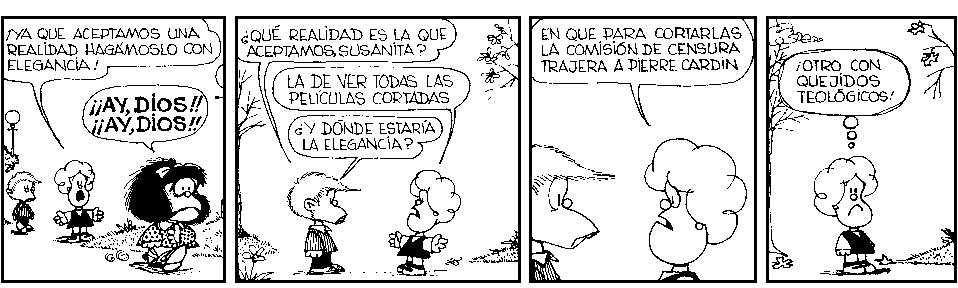 ¡YA QUE ACEPTAMOS UNA
REALIDAD HAGÁMOSLO CON
ELEGANCIA!
¡¡AY, DIOS!!
¡¡AY, DIOS!!
¿QUÉ REALIDAD ES LA QUE
ACEPTAMOS, SUSANITA?
LA DE VER TODAS LAS
PELÍCULAS CORTADAS
¿Y DÓNDE ESTARÍA
LA ELEGANCIA?
EN QUE PARA CORTARLAS
LA COMISIÓN DE CENSURA
TRAJERA A PIERRE CARDIN
¡OTRO CON
QUEJIDOS
TEOLÓGICOS!